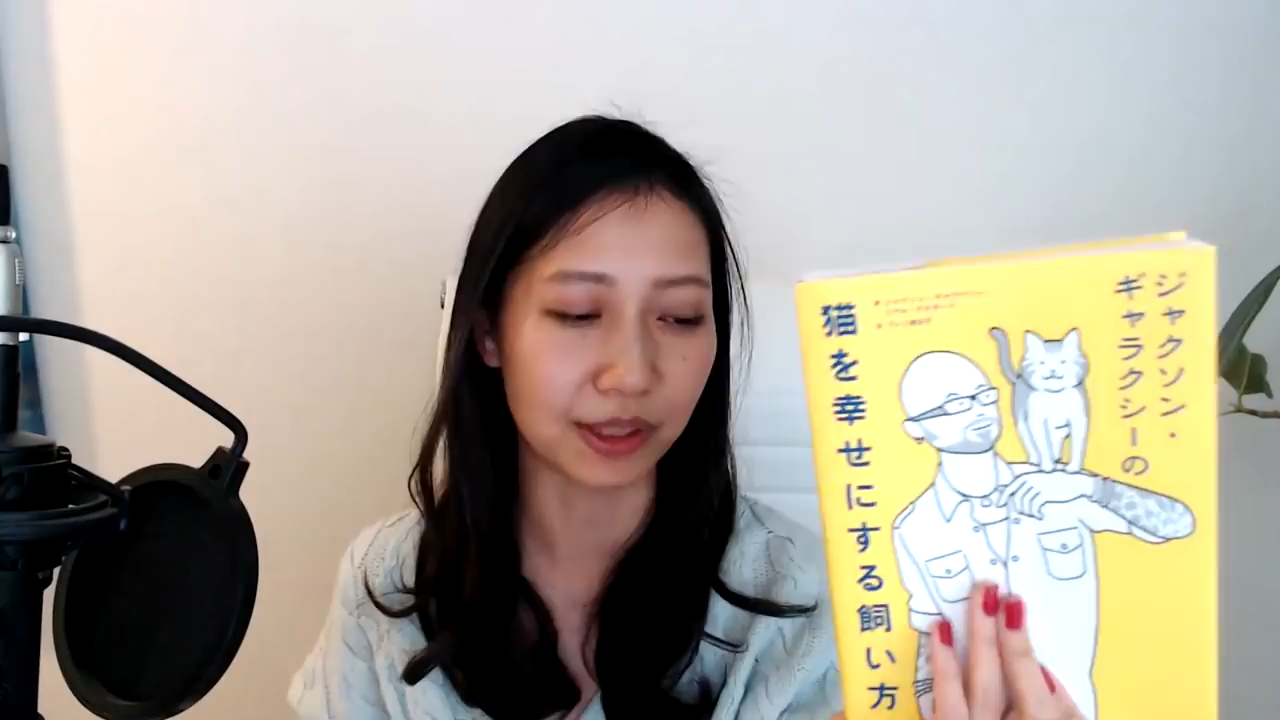 ジャクソン・
ギャラクシーの
猫を幸せにする飼い方